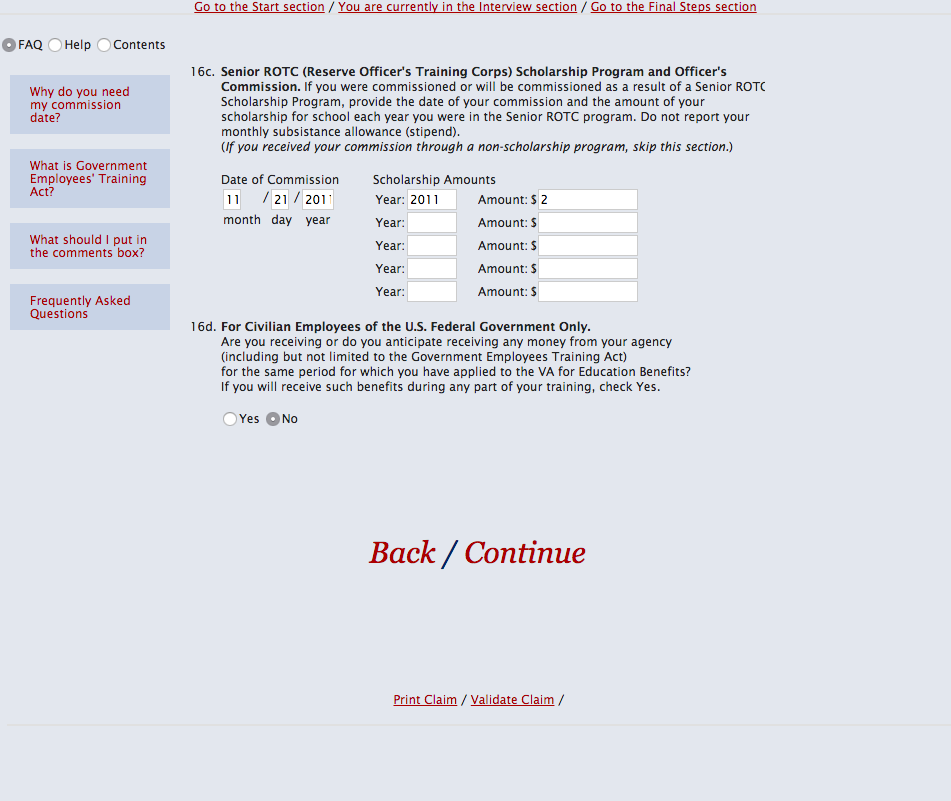 Go to the Start section / You are currently in the Interview section / Go to the Final Steps section
FAQ Help Contents
Why do you need
my commission
date?
What is Government
Employees' Training
Act?
What should I put in
the comments box?
Frequently Asked
Questions
16c. Senior ROTC (Reserve Officer's Training Corps) Scholarship Program and Officer's
Commission. If you were commissioned or will be commissioned as a result of a Senior ROTC
Scholarship Program, provide the date of your commission and the amount of your
scholarship for school each year you were in the Senior ROTC program. Do not report your
monthly subsistance allowance (stipend).
(If you received your commission through a non-scholarship program, skip this section.)
Date of Commission Scholarship Amounts
11 / 21 / 2011 Year: 2011 Amount: $ 2
month day year Year: Amount: $
Year: Amount: $
Year: Amount: $
Year: Amount: $
16d. For Civilian Employees of the U.S. Federal Government Only.
Are you receiving or do you anticipate receiving any money from your agency
(including but not limited to the Government Employees Training Act)
for the same period for which you have applied to the VA for Education Benefits?
If you will receive such benefits during any part of your training, check Yes.
Yes No
Back / Continue
Print Claim / Validate Claim /